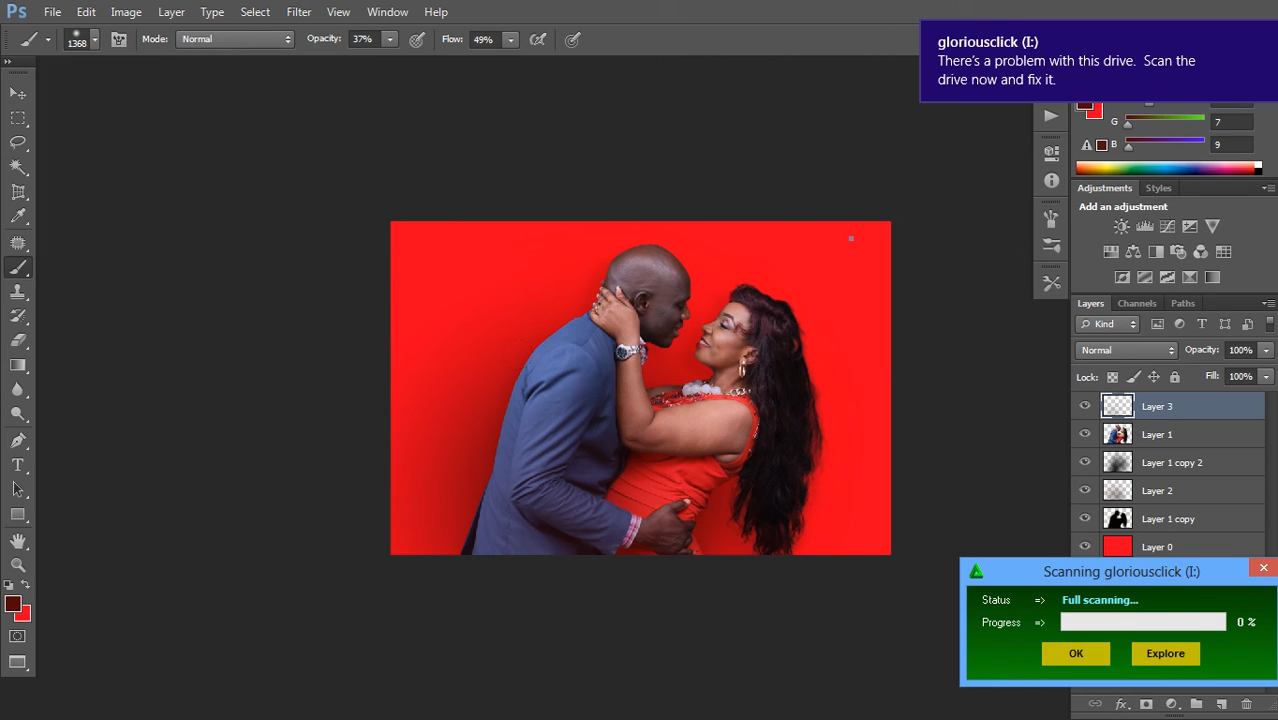 Ps File Edit Image Layer Type Select Filter View Window Help
1368 Mode: Normal Opacity: 37% Flow: 49%
gloriousclick (I:)
There's a problem with this drive. Scan the
drive now and fix it.
G 7
B 9
Adjustments Styles
Add an adjustment
Layers Channels Paths
Kind
Normal Opacity: 100%
Lock: Fill: 100%
Layer 3
Layer 1
Layer 1 copy 2
Layer 2
Layer 1 copy
Layer 0
Scanning gloriousclick (I:)
Status => Full scanning...
Progress => 0 %
OK Explore